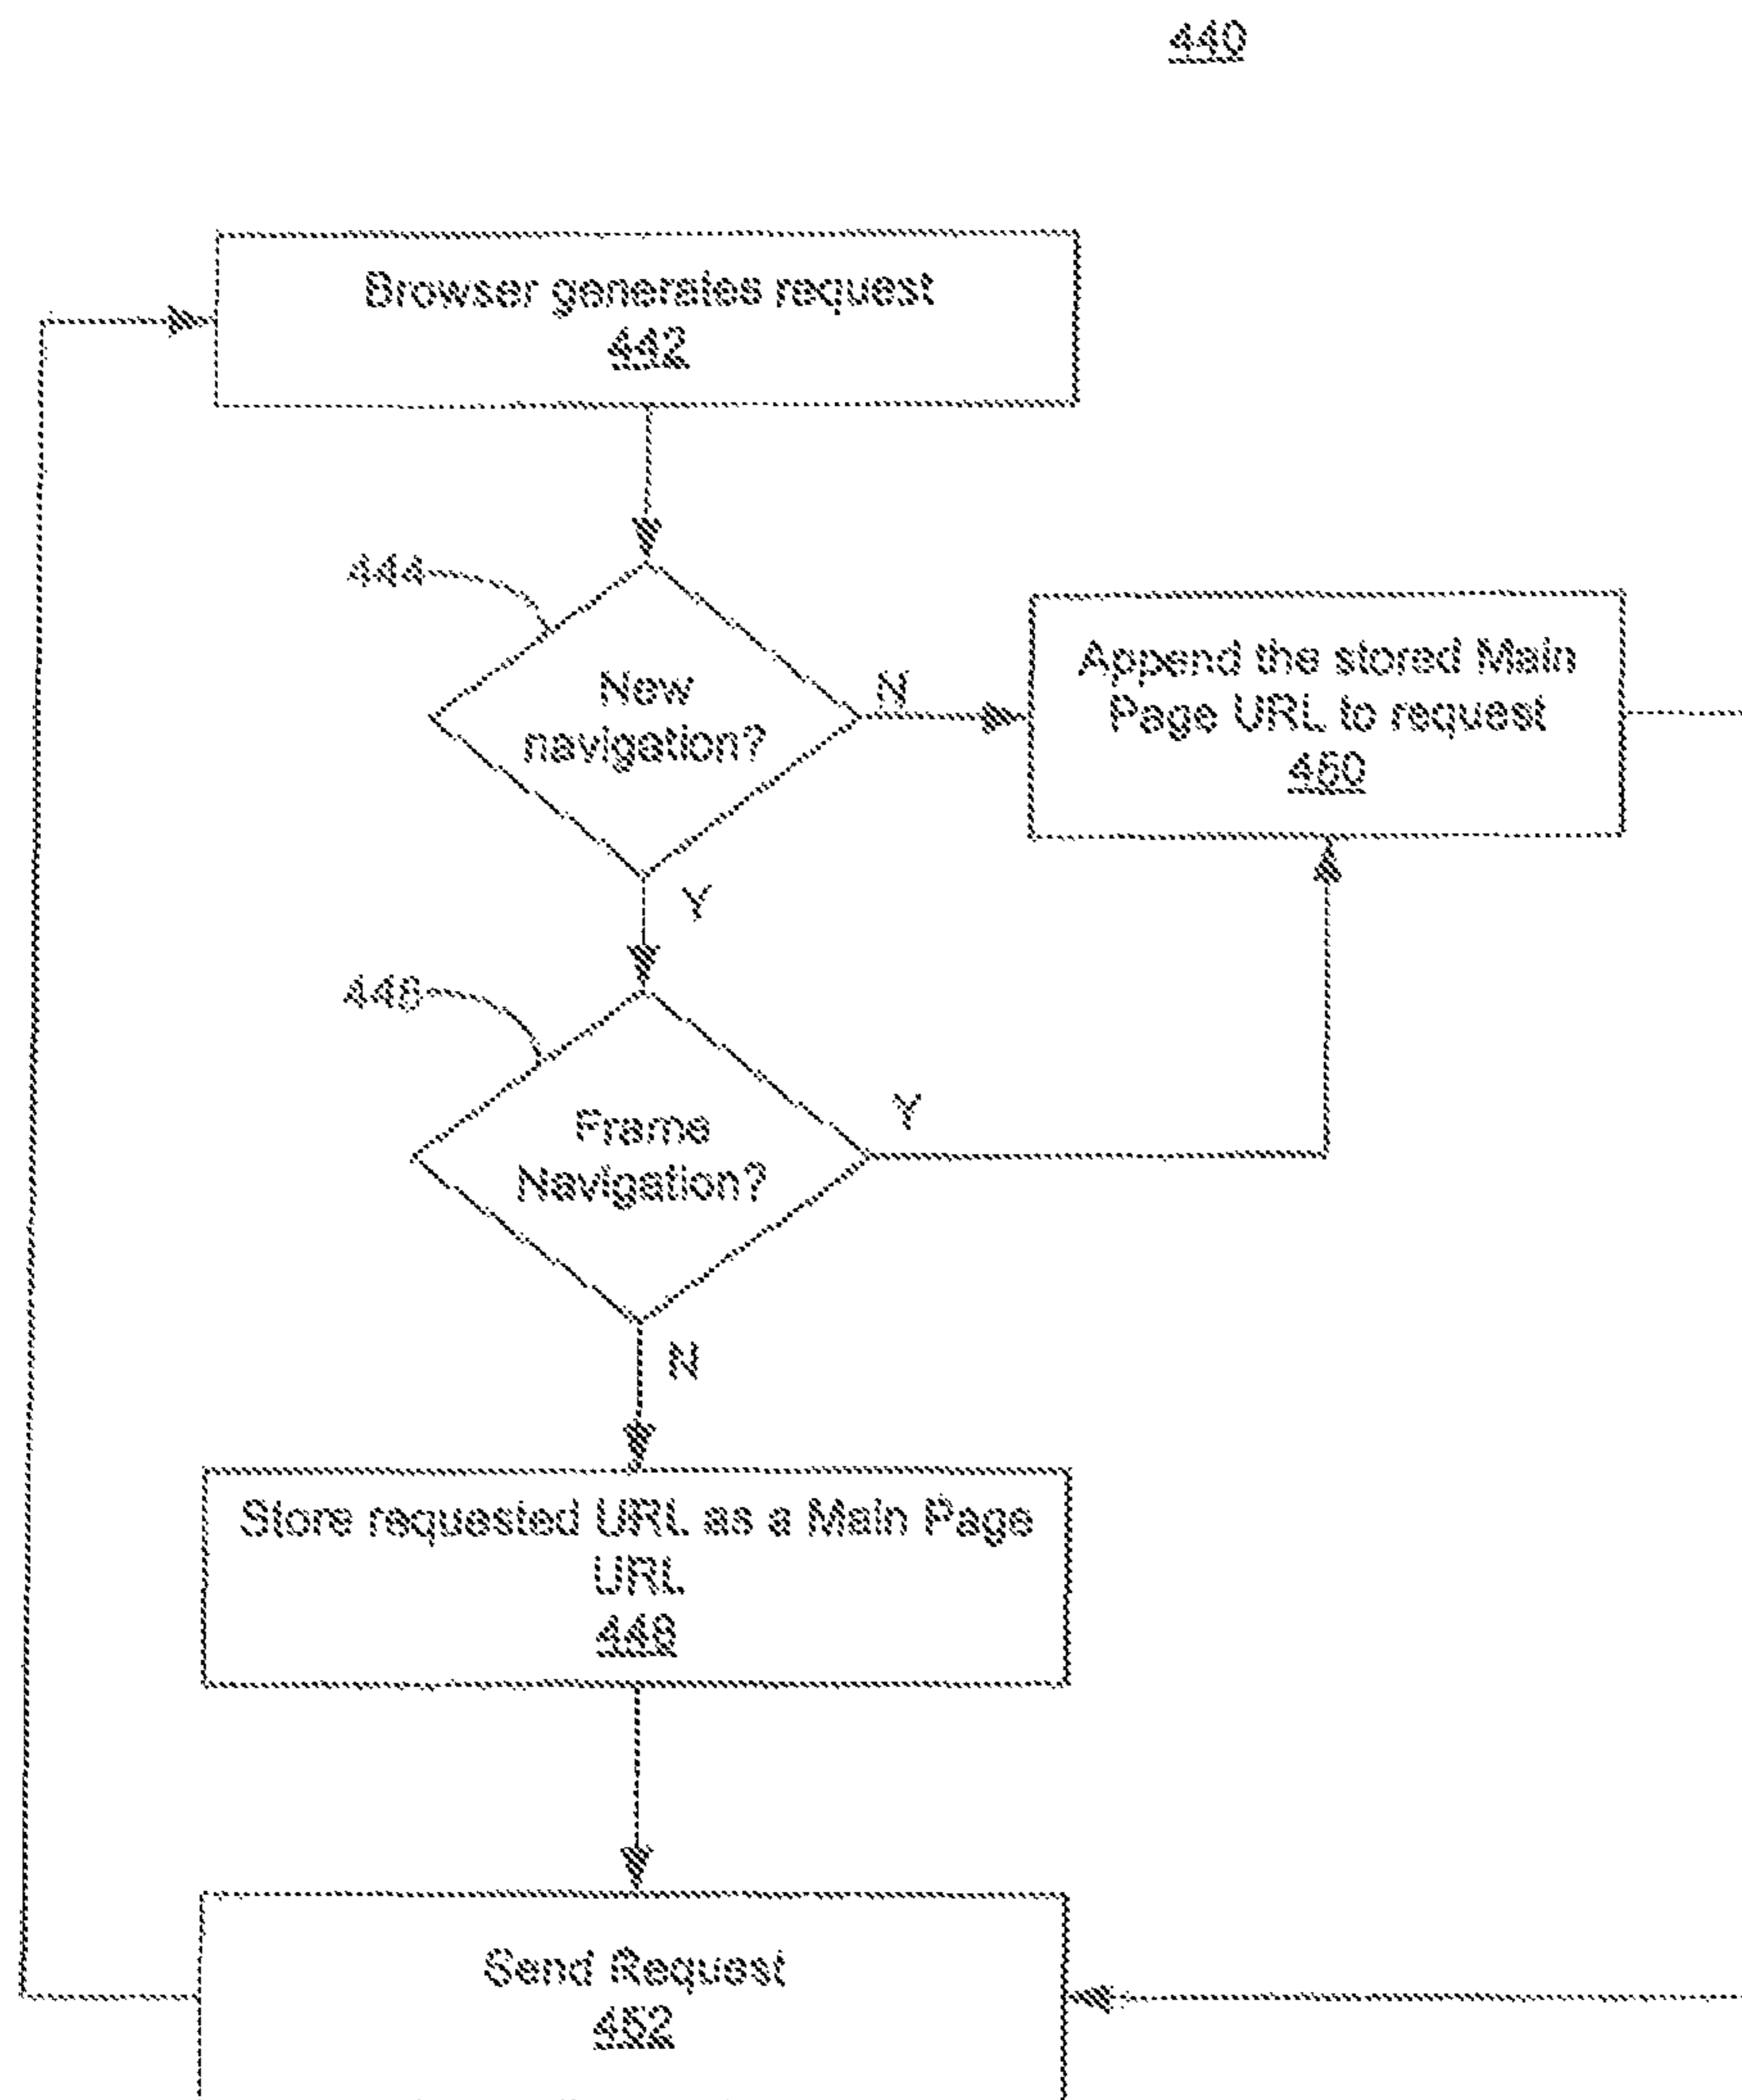 440
Browser generates request
442
444
New
navigation?
N
Append the stored Main
Page URL to request
450
Y
446
Frame
Navigation?
Y
N
Store requested URL as a Main Page
URL
448
Send Request
452